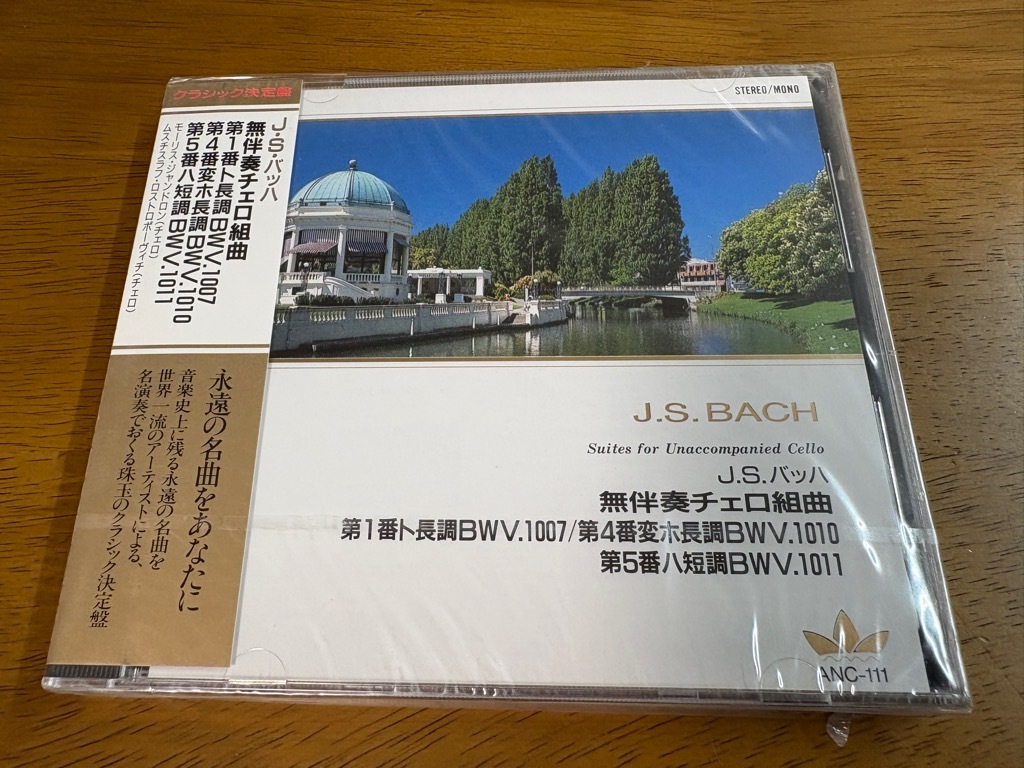 クラシック決定盤
J・S・バッハ
無伴奏チェロ組曲
第1番ト長調BWV.1007
第4番変ホ長調BWV.1010
第5番ハ短調BWV.1011
モーリス・ジャンドロン(チェロ)
ムスチスラフ・ロストロポーヴィチ(チェロ)
永遠の名曲をあなたに
音楽史上に残る永遠の名曲を
世界一流のアーティストによる、
名演奏でおくる珠玉のクラシック決定盤
STEREO/MONO
J.S.BACH
Suites for Unaccompanied Cello
J.S.バッハ
無伴奏チェロ組曲
第1番ト長調BWV.1007/第4番変ホ長調BWV.1010
第5番ハ短調BWV.1011
ANC-111